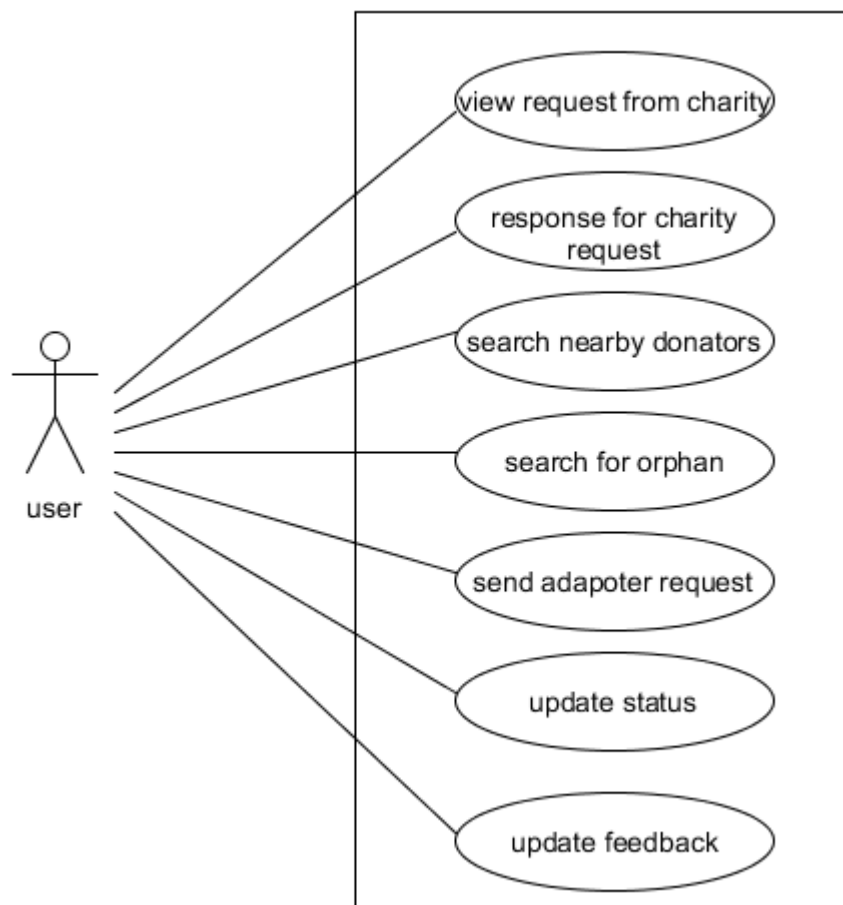 view request from charity
response for charity
request
search nearby donators
search for orphan
user
send adapoter request
update status
update feedback